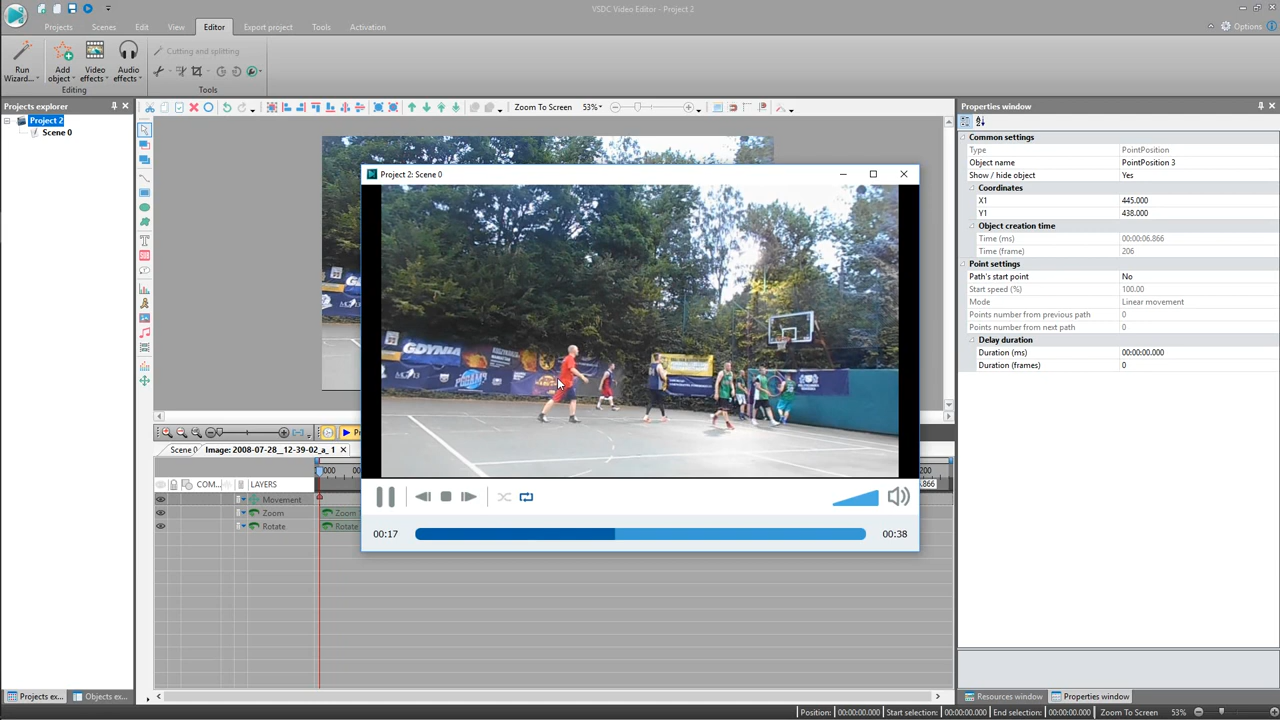 VSDC Video Editor - Project 2
Projects
Scenes
Edit
View
Editor
Export project
Tools
Activation
Options
Run Wizard...
Add object
Video effects
Audio effects
Cutting and splitting
Editing
Tools
Projects explorer
Zoom To Screen
53%
Project 2
Scene 0
Project 2: Scene 0
GDYNIA
00:17
00:38
Properties window
Common settings
Type PointPosition
Object name PointPosition 3
Show / hide object Yes
Coordinates
X1 445.000
Y1 438.000
Object creation time
Time (ms) 00:00:06.866
Time (frame) 206
Point settings
Path's start point No
Start speed (%) 100.00
Mode Linear movement
Points number from previous path 0
Points number from next path 0
Delay duration
Duration (ms) 00:00:00.000
Duration (frames) 0
Scene 0
Image: 2008-07-28__12-39-02_a_ 1
000
200
.866
COM...
LAYERS
Movement
Zoom
Zoom
Rotate
Rotate
Projects ex...
Objects ex...
Resources window
Properties window
Position: 00:00:00.000
Start selection: 00:00:00.000
End selection: 00:00:00.000
Zoom To Screen
53%